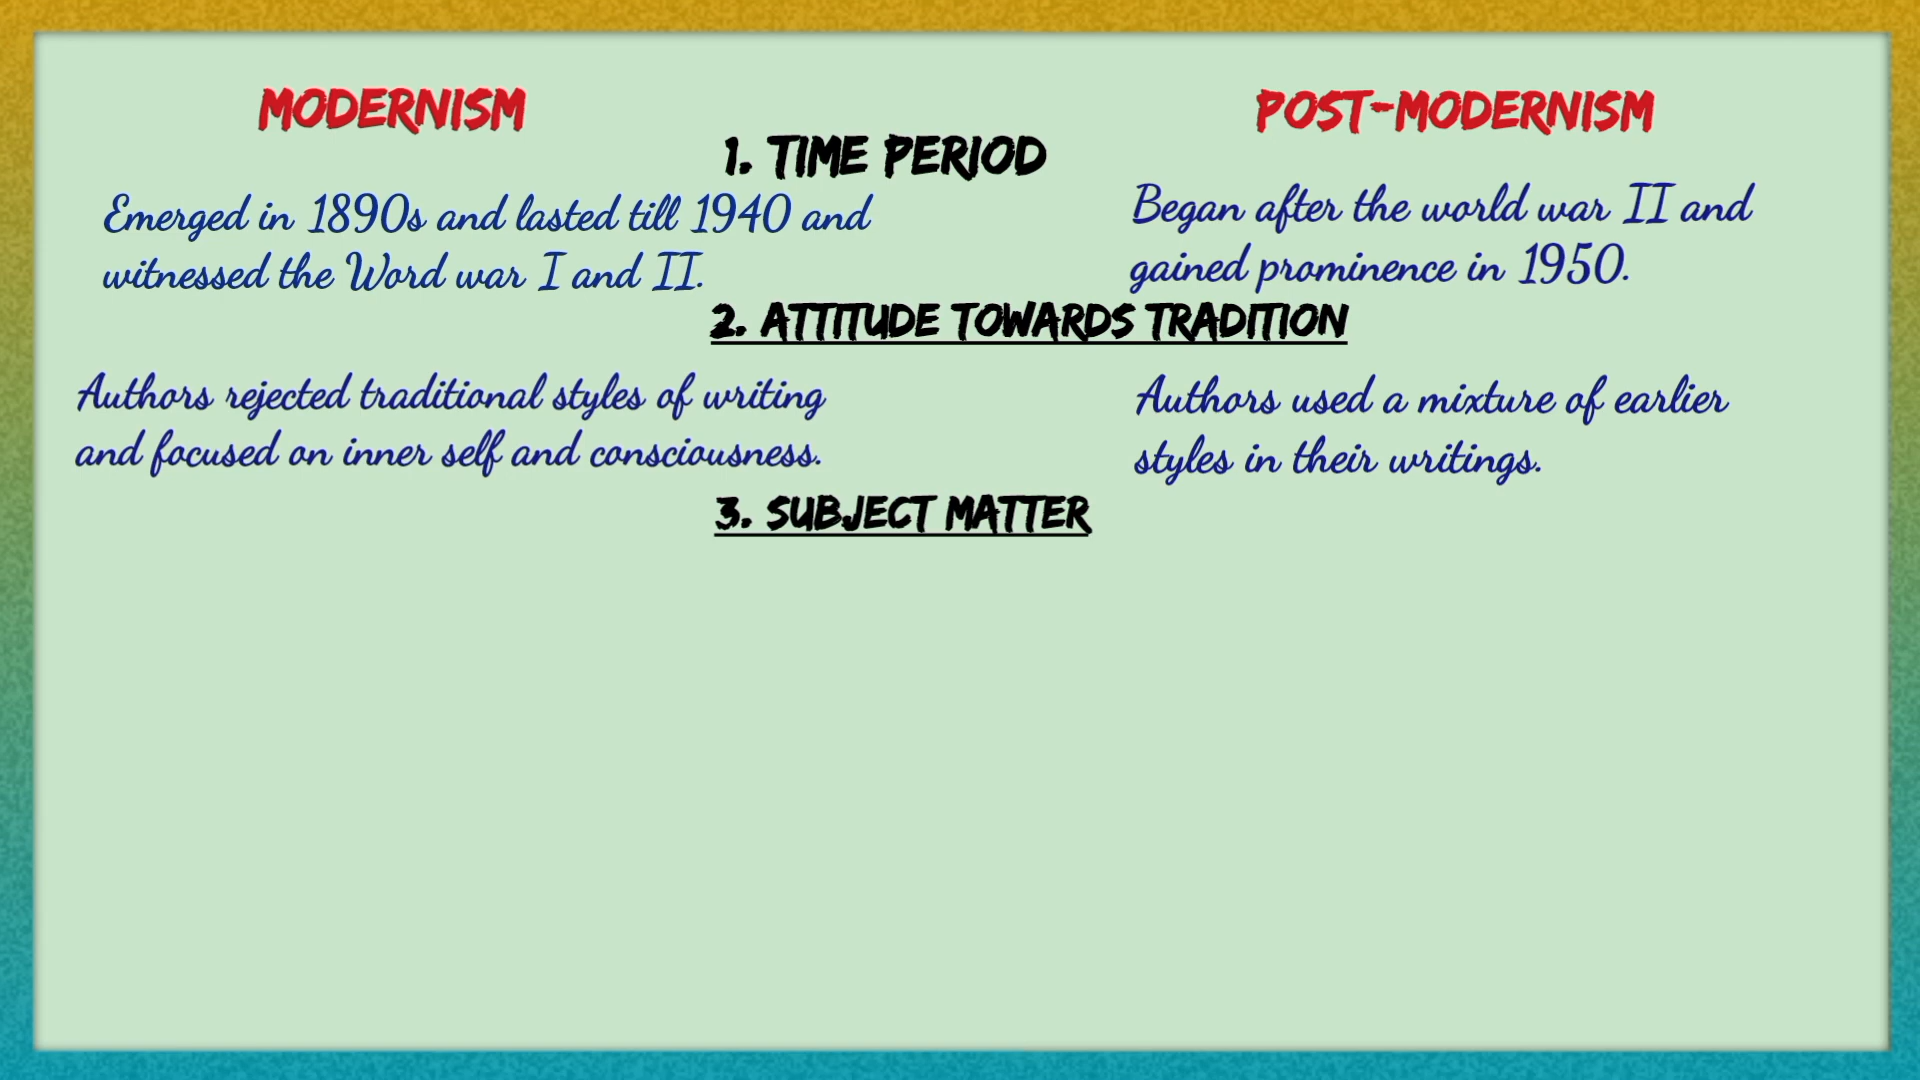 MODERNISM
POST-MODERNISM
1. TIME PERIOD
Emerged in 1890s and lasted till 1940 and
witnessed the Word war I and II.
Began after the world war II and
gained prominence in 1950.
2. ATTITUDE TOWARDS TRADITION
Authors rejected traditional styles of writing
and focused on inner self and consciousness.
Authors used a mixture of earlier
styles in their writings.
3. SUBJECT MATTER